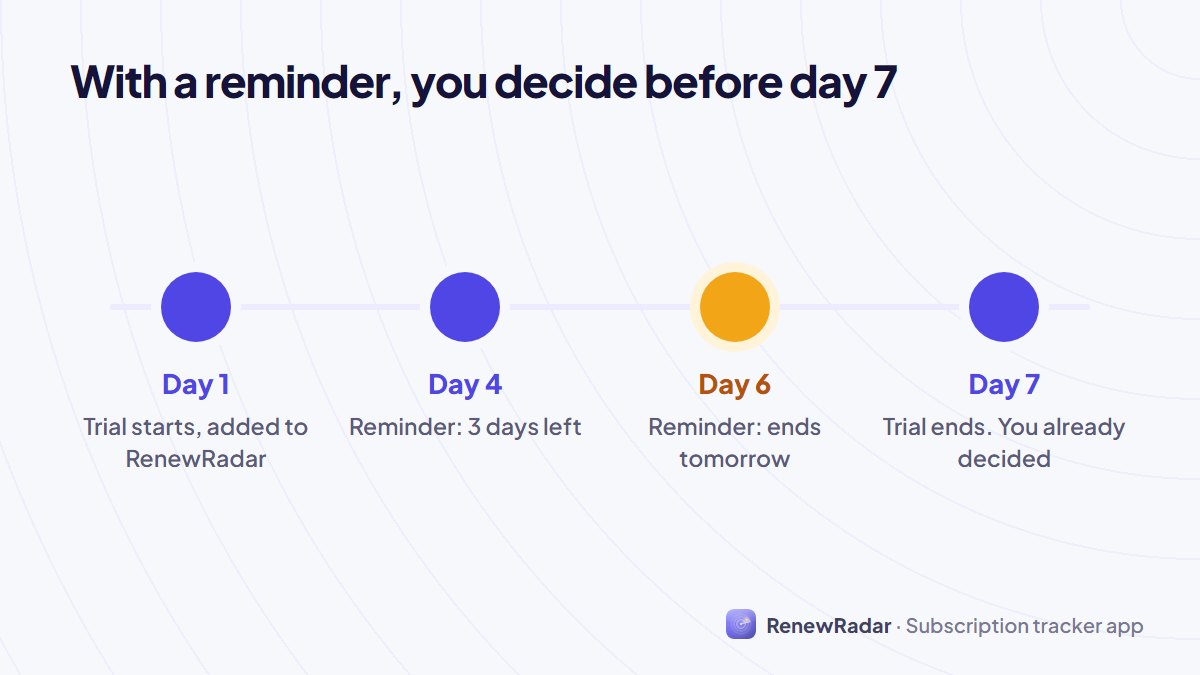 With a reminder, you decide before day 7
Day 1
Trial starts, added to
RenewRadar
Day 4
Reminder: 3 days left
Day 6
Reminder: ends
tomorrow
Day 7
Trial ends. You already
decided
RenewRadar · Subscription tracker app